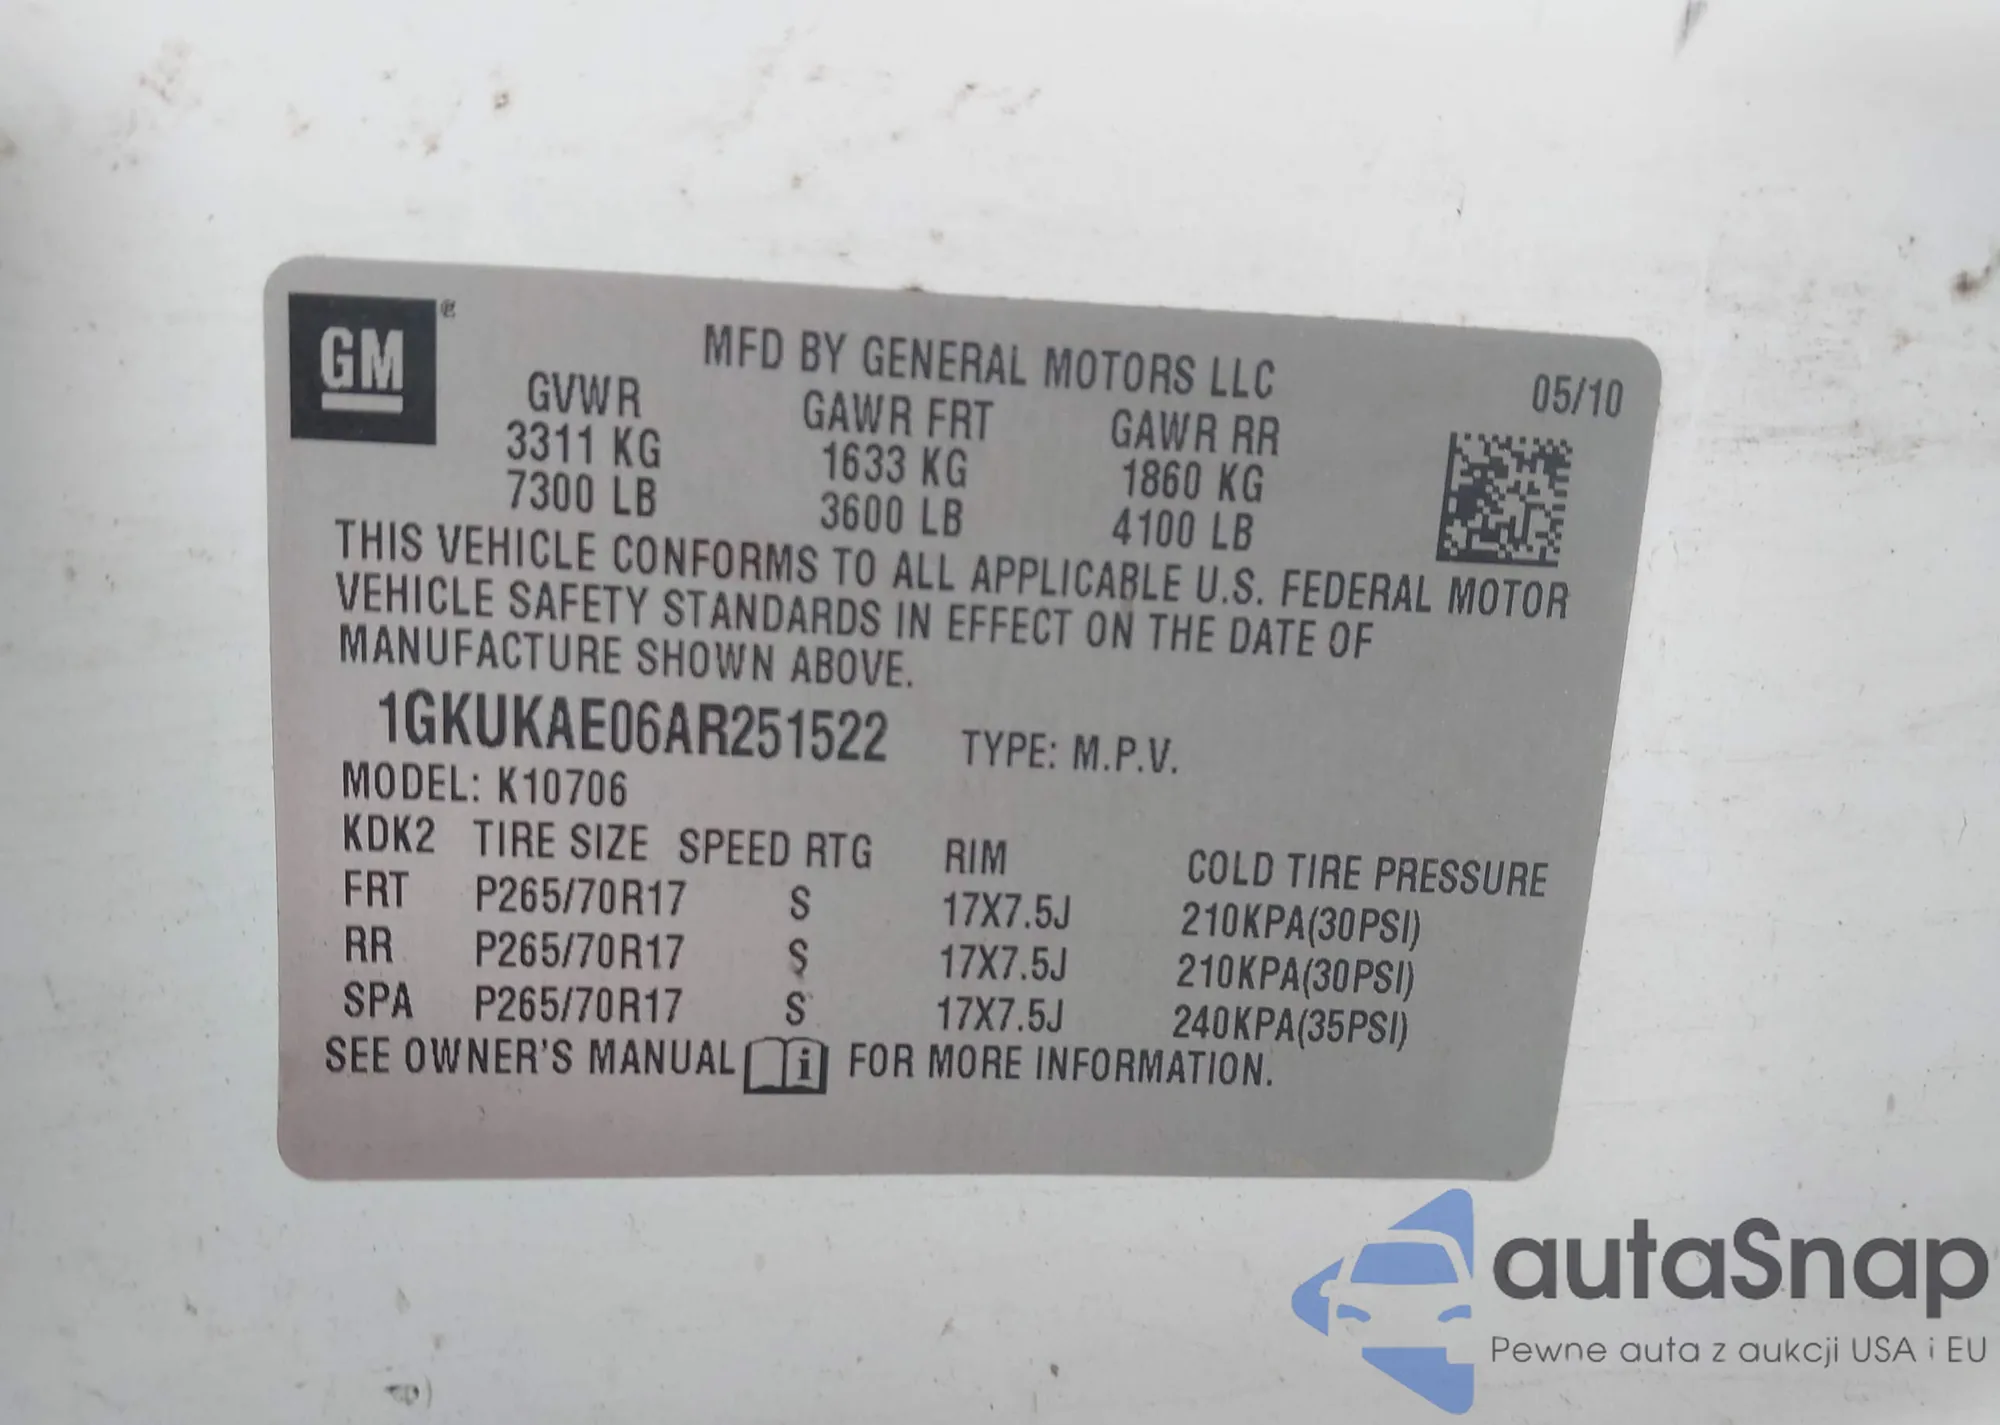 GM
MFD BY GENERAL MOTORS LLC
05/10
GVWR GAWR FRT GAWR RR
3311 KG 1633 KG 1860 KG
7300 LB 3600 LB 4100 LB
THIS VEHICLE CONFORMS TO ALL APPLICABLE U.S. FEDERAL MOTOR
VEHICLE SAFETY STANDARDS IN EFFECT ON THE DATE OF
MANUFACTURE SHOWN ABOVE.
1GKUKAE06AR251522 TYPE: M.P.V.
MODEL: K10706
KDK2 TIRE SIZE SPEED RTG RIM COLD TIRE PRESSURE
FRT P265/70R17 S 17X7.5J 210KPA(30PSI)
RR P265/70R17 S 17X7.5J 210KPA(30PSI)
SPA P265/70R17 S 17X7.5J 240KPA(35PSI)
SEE OWNER'S MANUAL i FOR MORE INFORMATION.
autaSnap
Pewne auta z aukcji USA i EU